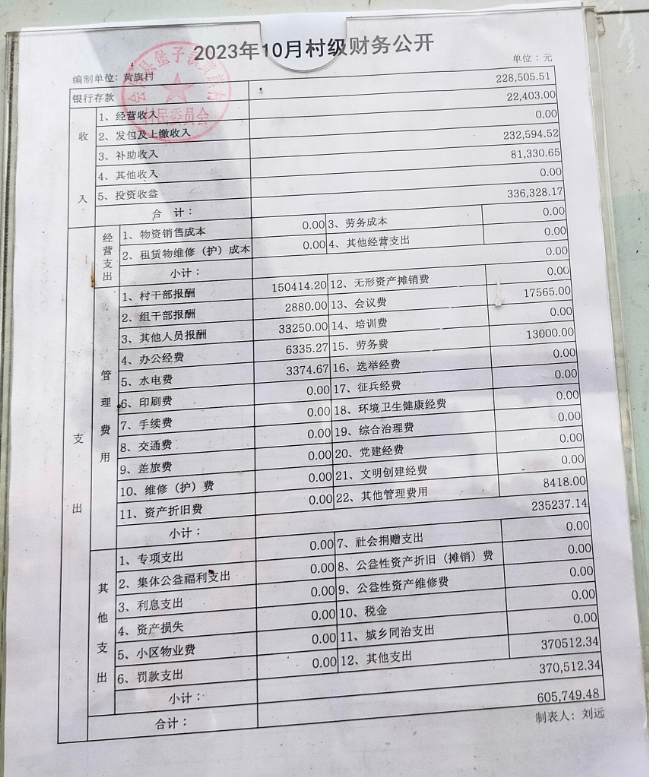 2023年10月村级财务公开
编制单位: 黄旗村 单位: 元
银行存款 228,505.51
收入
1、经营收入 22,403.00
2、发包及上缴收入 0.00
3、补助收入 232,594.52
4、其他收入 81,330.65
5、投资收益 0.00
合 计: 336,328.17
支出
经营支出
1、物资销售成本 0.00 3、劳务成本 0.00
2、租赁物维修（护）成本 0.00 4、其他经营支出 0.00
小计: 0.00
管理费用
1、村干部报酬 150414.20 12、无形资产摊销费 0.00
2、组干部报酬 2880.00 13、会议费 17565.00
3、其他人员报酬 33250.00 14、培训费 0.00
4、办公经费 6335.27 15、劳务费 13000.00
5、水电费 3374.67 16、选举经费 0.00
6、印刷费 0.00 17、征兵经费 0.00
7、手续费 0.00 18、环境卫生健康经费 0.00
8、交通费 0.00 19、综合治理费 0.00
9、差旅费 0.00 20、党建经费 0.00
10、维修（护）费 0.00 21、文明创建经费 0.00
11、资产折旧费 0.00 22、其他管理费用 8418.00
小计: 235237.14
其他支出
1、专项支出 0.00 7、社会捐赠支出 0.00
2、集体公益福利支出 0.00 8、公益性资产折旧（摊销）费 0.00
3、利息支出 0.00 9、公益性资产维修费 0.00
4、资产损失 0.00 10、税金 0.00
5、小区物业费 0.00 11、城乡同治支出 0.00
6、罚款支出 0.00 12、其他支出 370512.34
小计: 370,512.34
合计: 605,749.48
制表人: 刘远
村民委员会